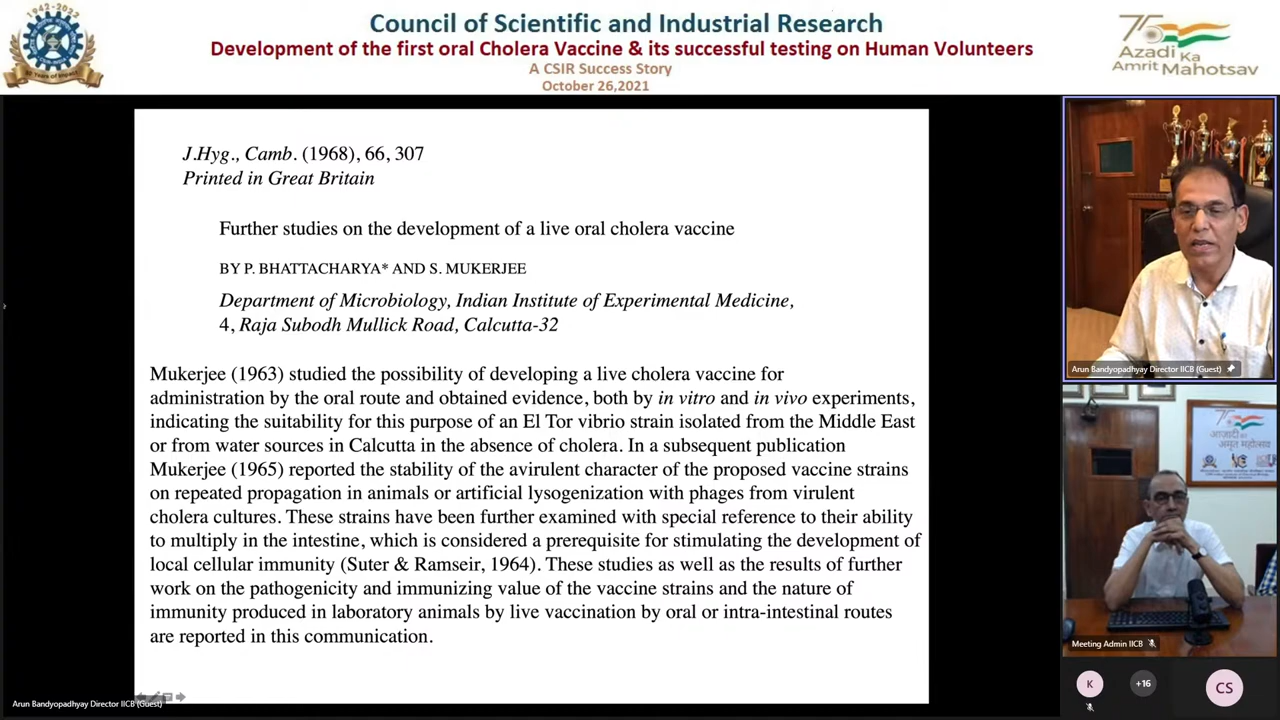 1942-2022
80 Years of Impact
Council of Scientific and Industrial Research
Development of the first oral Cholera Vaccine & its successful testing on Human Volunteers
A CSIR Success Story
October 26,2021
75
Azadi Ka
Amrit Mahotsav
J.Hyg., Camb. (1968), 66, 307
Printed in Great Britain
Further studies on the development of a live oral cholera vaccine
BY P. BHATTACHARYA* AND S. MUKERJEE
Department of Microbiology, Indian Institute of Experimental Medicine,
4, Raja Subodh Mullick Road, Calcutta-32
Mukerjee (1963) studied the possibility of developing a live cholera vaccine for
administration by the oral route and obtained evidence, both by in vitro and in vivo experiments,
indicating the suitability for this purpose of an El Tor vibrio strain isolated from the Middle East
or from water sources in Calcutta in the absence of cholera. In a subsequent publication
Mukerjee (1965) reported the stability of the avirulent character of the proposed vaccine strains
on repeated propagation in animals or artificial lysogenization with phages from virulent
cholera cultures. These strains have been further examined with special reference to their ability
to multiply in the intestine, which is considered a prerequisite for stimulating the development of
local cellular immunity (Suter & Ramseir, 1964). These studies as well as the results of further
work on the pathogenicity and immunizing value of the vaccine strains and the nature of
immunity produced in laboratory animals by live vaccination by oral or intra-intestinal routes
are reported in this communication.
Arun Bandyopadhyay Director IICB (Guest)
Arun Bandyopadhyay Director IICB (Guest)
आज़ादी का
अमृत महोत्सव
Meeting Admin IICB
K
+16
CS